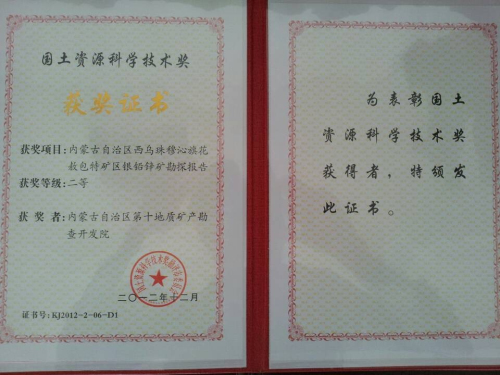 国土资源科学技术奖
获奖证书
获奖项目：内蒙古自治区西乌珠穆沁旗花
敖包特矿区银铅锌矿勘探报告
获奖等级：二等
获 奖 者：内蒙古自治区第十地质矿产勘
查开发院
二〇一二年十二月
证书号：KJ2012-2-06-D1
为表彰国土
资源科学技术奖
获得者，特颁发
此证书。